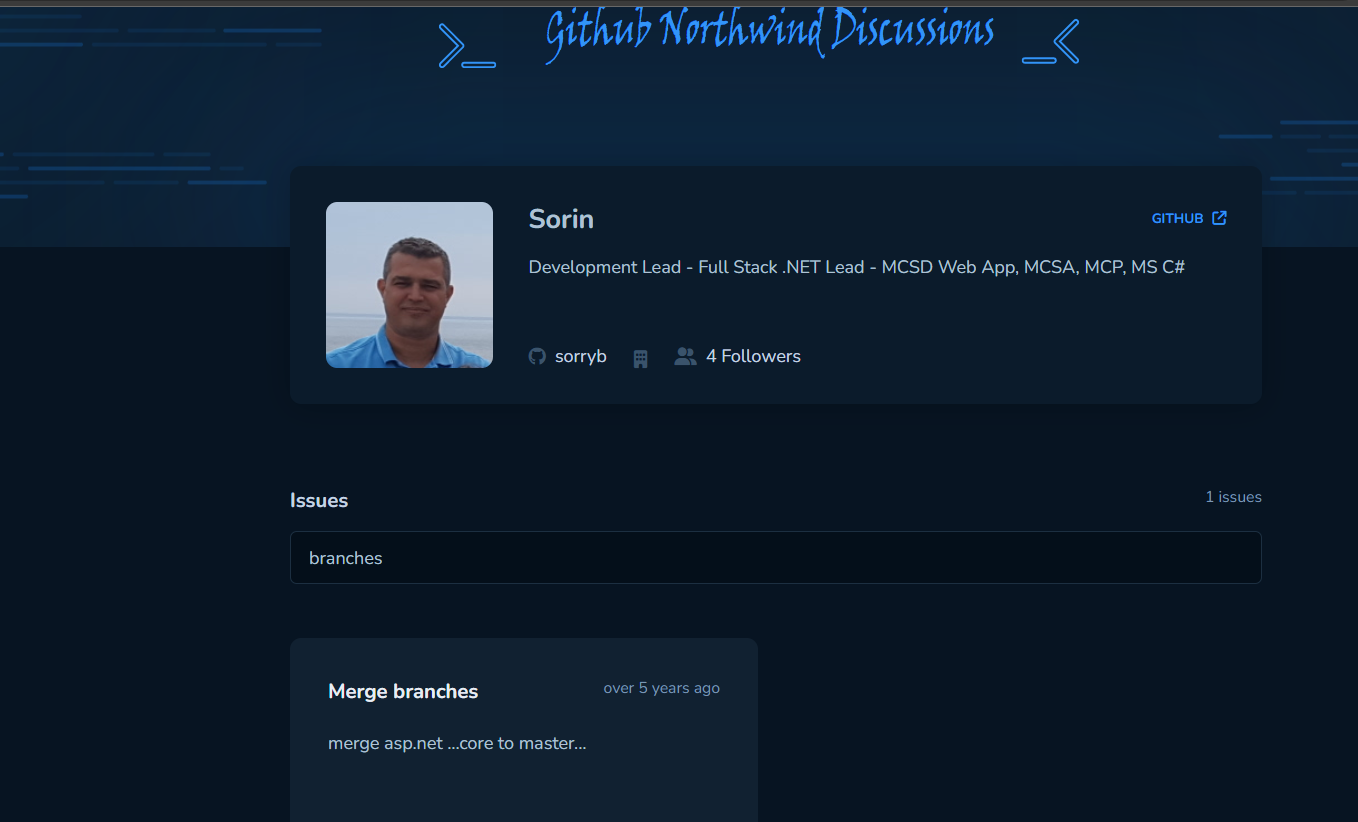 Github Northwind Discussions
Sorin
GITHUB
Development Lead - Full Stack .NET Lead - MCSD Web App, MCSA, MCP, MS C#
sorryb
4 Followers
Issues
1 issues
branches
Merge branches
over 5 years ago
merge asp.net ...core to master...